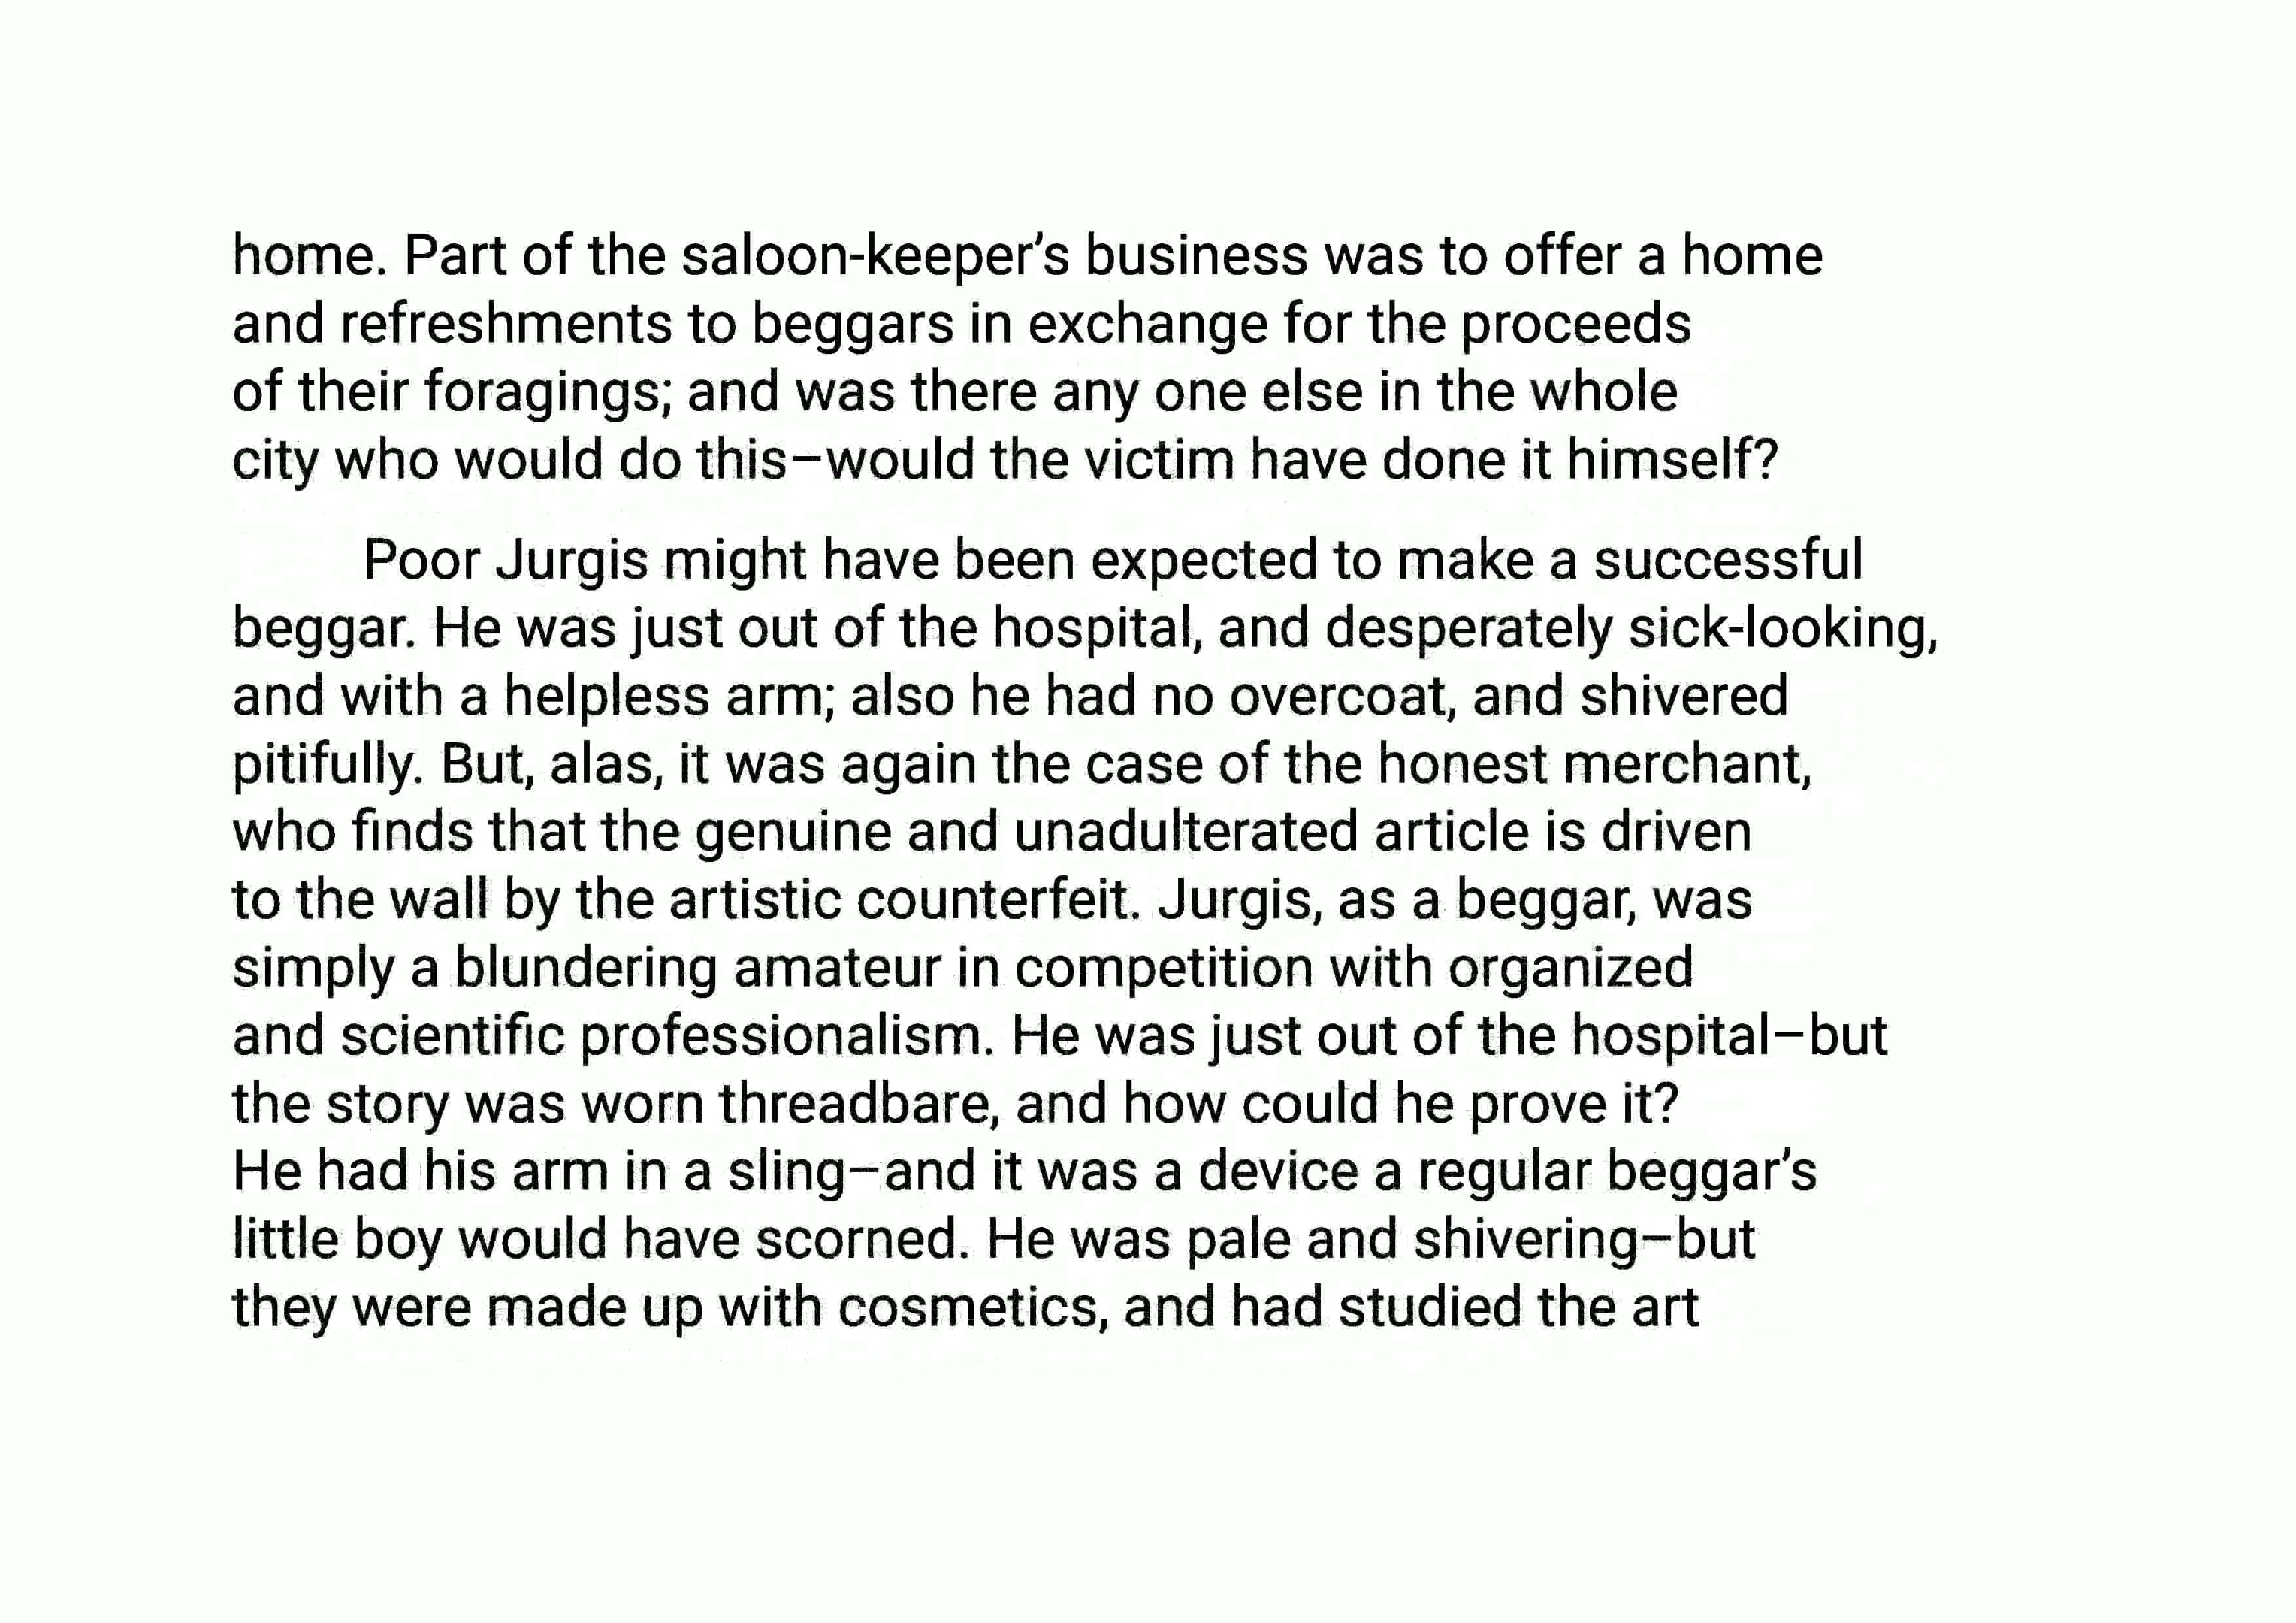 home. Part of the saloon-keeper’s business was to offer a home
and refreshments to beggars in exchange for the proceeds
of their foragings; and was there any one else in the whole
city who would do this–would the victim have done it himself?
Poor Jurgis might have been expected to make a successful
beggar. He was just out of the hospital, and desperately sick-looking,
and with a helpless arm; also he had no overcoat, and shivered
pitifully. But, alas, it was again the case of the honest merchant,
who finds that the genuine and unadulterated article is driven
to the wall by the artistic counterfeit. Jurgis, as a beggar, was
simply a blundering amateur in competition with organized
and scientific professionalism. He was just out of the hospital–but
the story was worn threadbare, and how could he prove it?
He had his arm in a sling–and it was a device a regular beggar’s
little boy would have scorned. He was pale and shivering–but
they were made up with cosmetics, and had studied the art